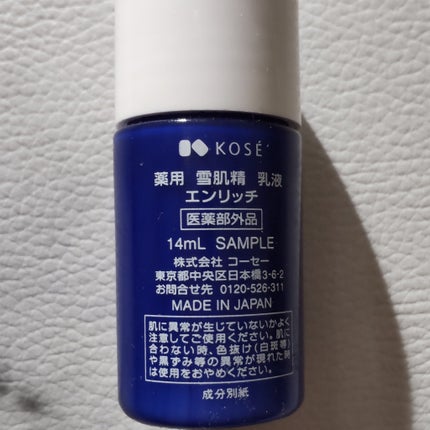 KOSÉ
薬用 雪肌精 乳液
エンリッチ
医薬部外品
14mL SAMPLE
株式会社 コーセー
東京都中央区日本橋3-6-2
お問合せ先 0120-526-311
MADE IN JAPAN
肌に異常が生じていないかよく
注意してご使用ください。肌に
合わない時、色抜け(白斑等)
や黒ずみ等の異常が現れた時
は使用をおやめください。
成分別紙